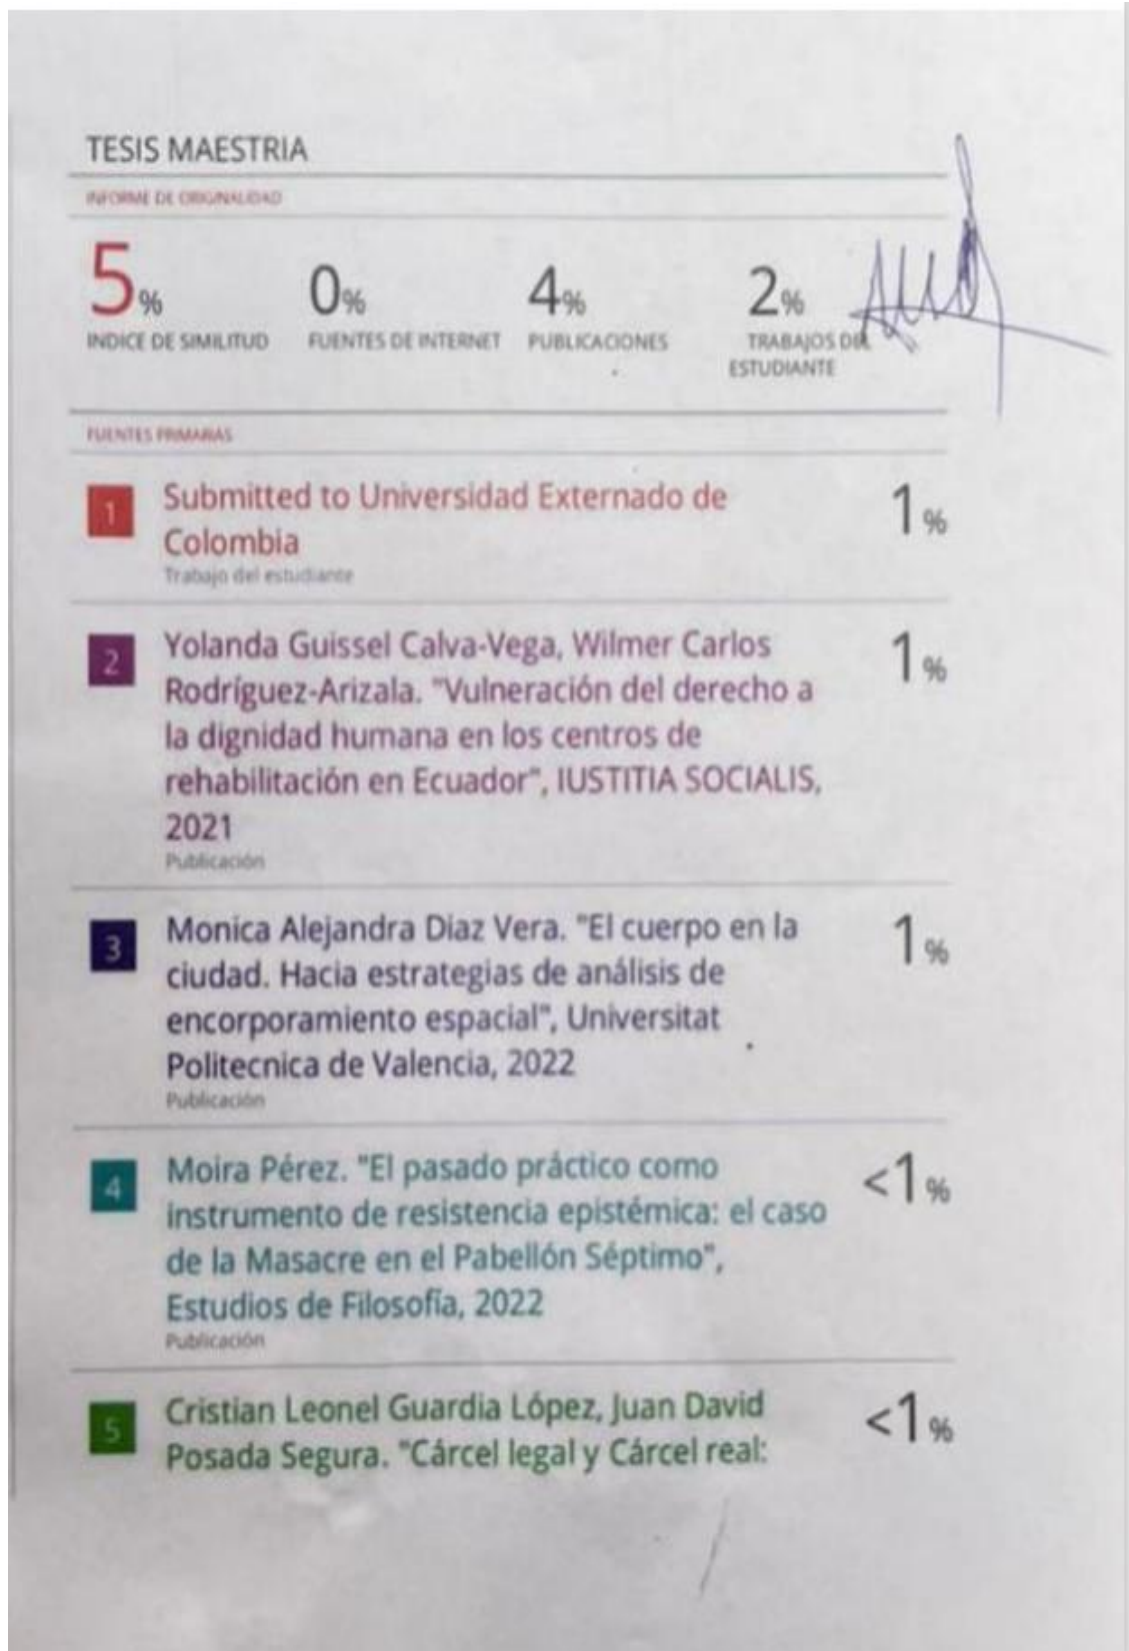 TESIS MAESTRIA
INFORME DE ORIGINALIDAD
5% 0% 4% 2%
INDICE DE SIMILITUD FUENTES DE INTERNET PUBLICACIONES TRABAJOS DEL
ESTUDIANTE
FUENTES PRIMARIAS
1 Submitted to Universidad Externado de 1%
Colombia
Trabajo del estudiante
2 Yolanda Guissel Calva-Vega, Wilmer Carlos 1%
Rodríguez-Arizala. "Vulneración del derecho a
la dignidad humana en los centros de
rehabilitación en Ecuador", IUSTITIA SOCIALIS,
2021
Publicación
3 Monica Alejandra Diaz Vera. "El cuerpo en la 1%
ciudad. Hacia estrategias de análisis de
encorporamiento espacial", Universitat
Politecnica de Valencia, 2022
Publicación
4 Moira Pérez. "El pasado práctico como <1%
instrumento de resistencia epistémica: el caso
de la Masacre en el Pabellón Séptimo",
Estudios de Filosofía, 2022
Publicación
5 Cristian Leonel Guardia López, Juan David <1%
Posada Segura. "Cárcel legal y Cárcel real: